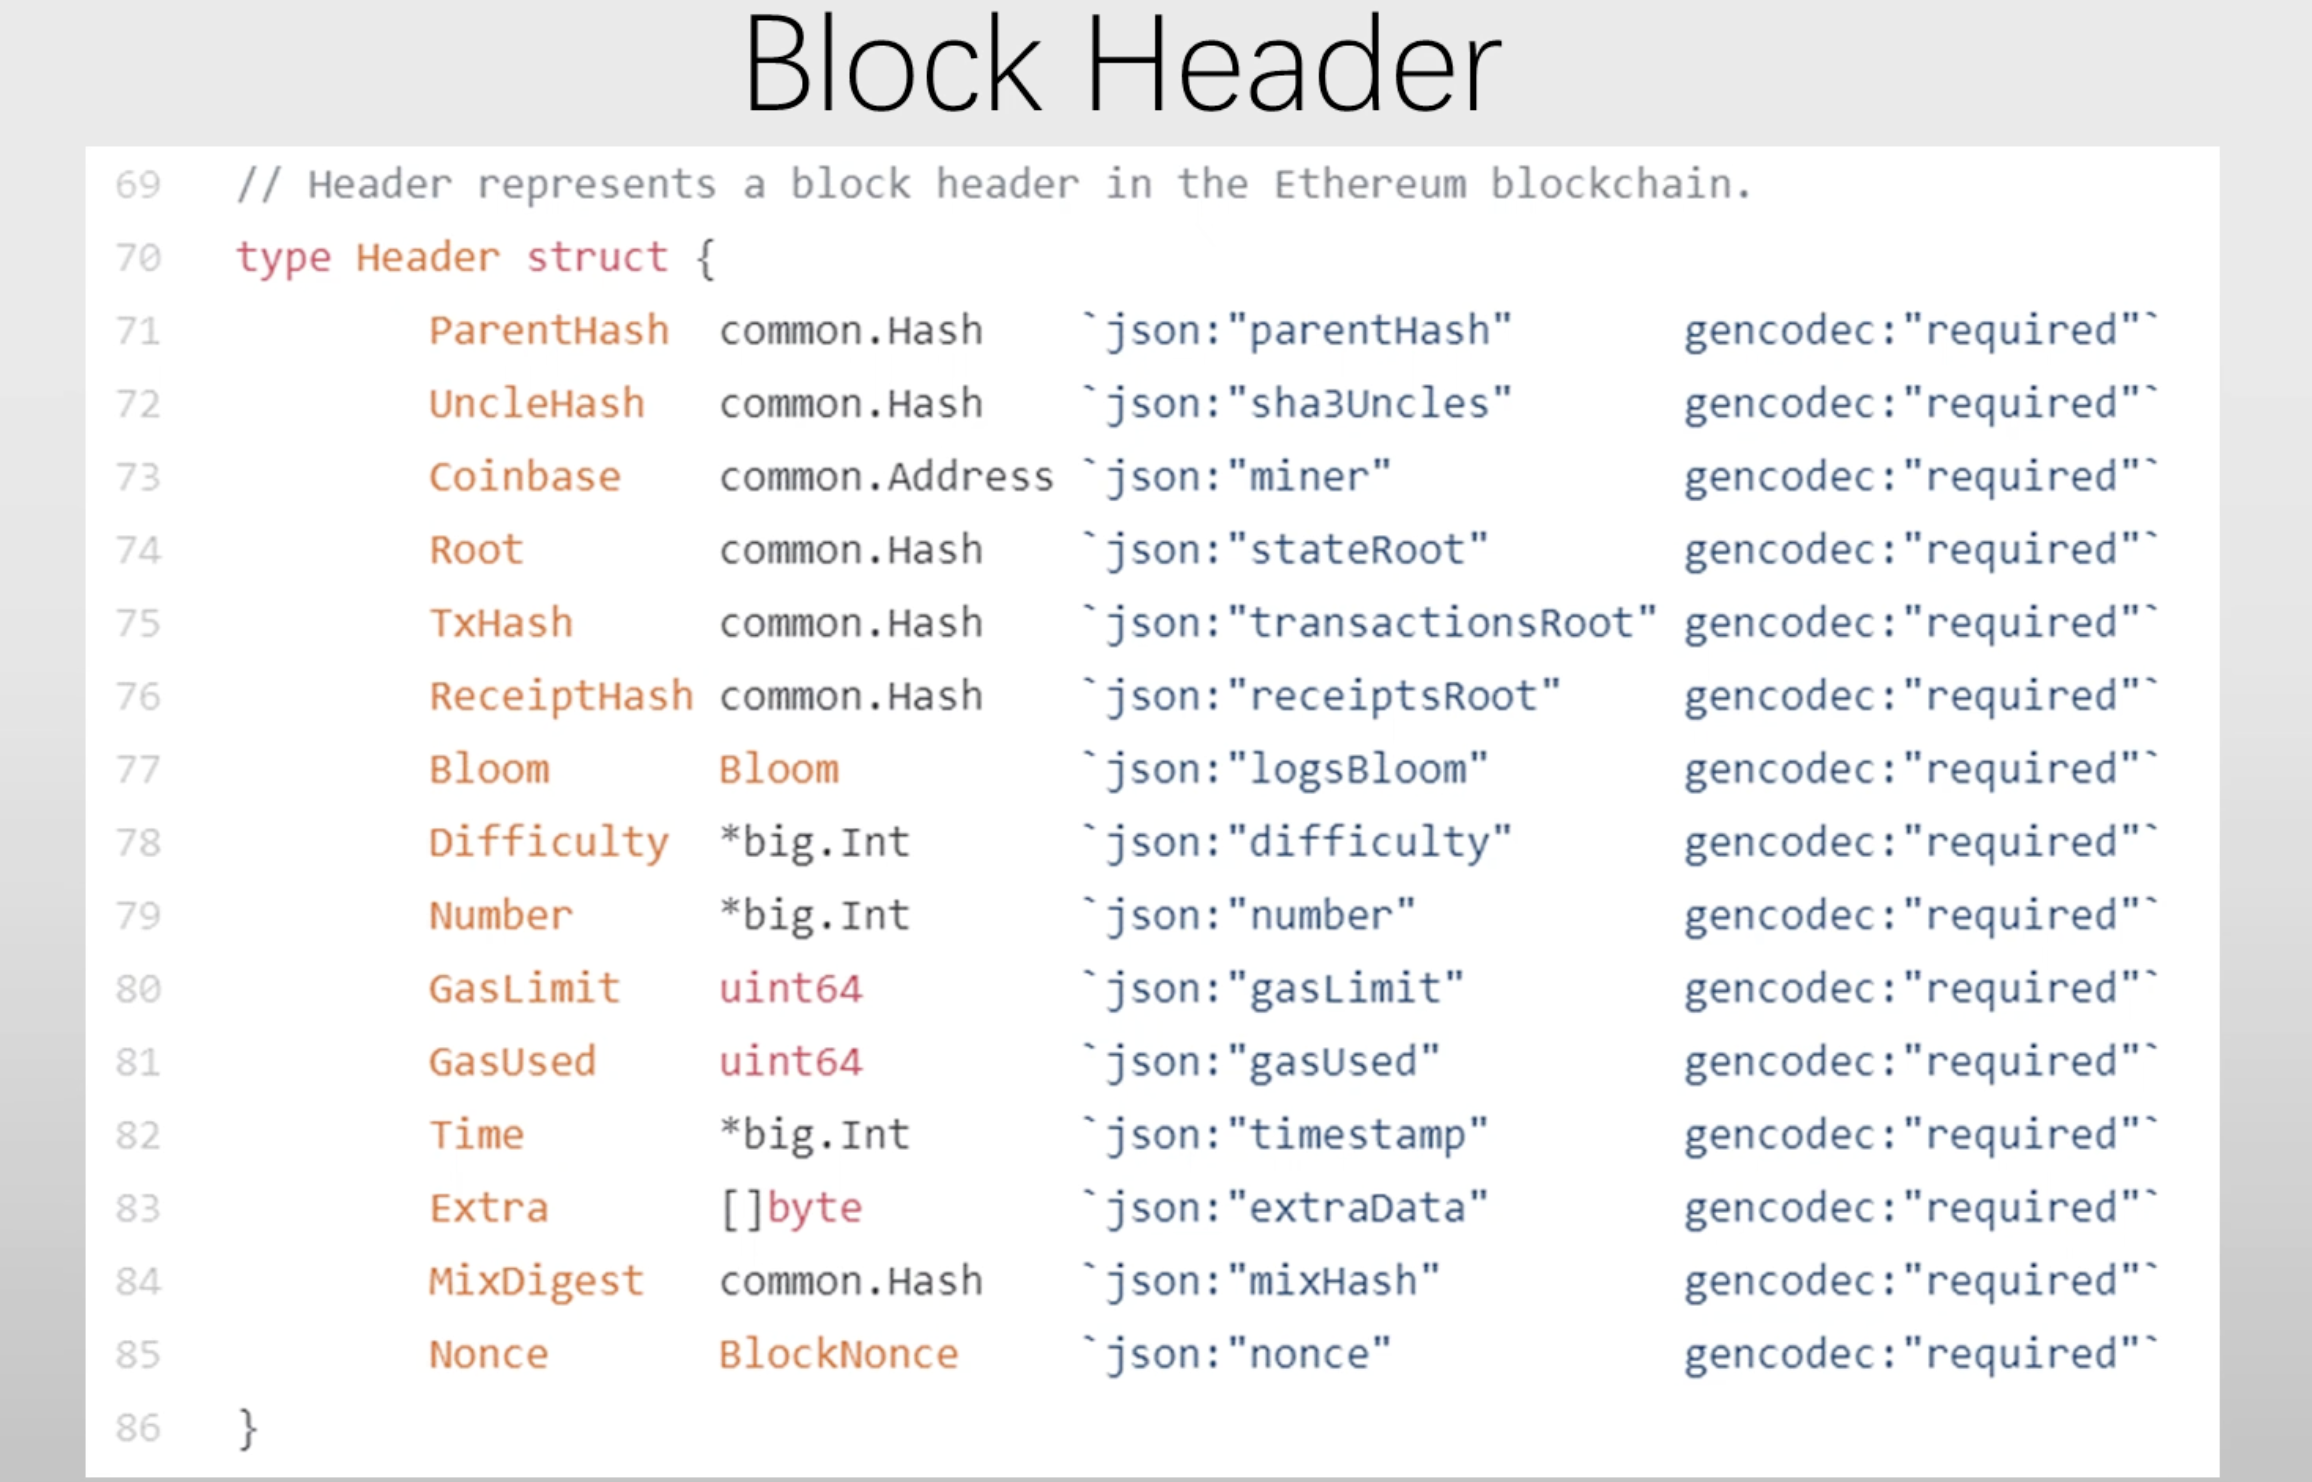 Block Header
69 // Header represents a block header in the Ethereum blockchain.
70 type Header struct {
71 ParentHash common.Hash `json:"parentHash" gencodec:"required"`
72 UncleHash common.Hash `json:"sha3Uncles" gencodec:"required"`
73 Coinbase common.Address `json:"miner" gencodec:"required"`
74 Root common.Hash `json:"stateRoot" gencodec:"required"`
75 TxHash common.Hash `json:"transactionsRoot" gencodec:"required"`
76 ReceiptHash common.Hash `json:"receiptsRoot" gencodec:"required"`
77 Bloom Bloom `json:"logsBloom" gencodec:"required"`
78 Difficulty *big.Int `json:"difficulty" gencodec:"required"`
79 Number *big.Int `json:"number" gencodec:"required"`
80 GasLimit uint64 `json:"gasLimit" gencodec:"required"`
81 GasUsed uint64 `json:"gasUsed" gencodec:"required"`
82 Time *big.Int `json:"timestamp" gencodec:"required"`
83 Extra []byte `json:"extraData" gencodec:"required"`
84 MixDigest common.Hash `json:"mixHash" gencodec:"required"`
85 Nonce BlockNonce `json:"nonce" gencodec:"required"`
86 }